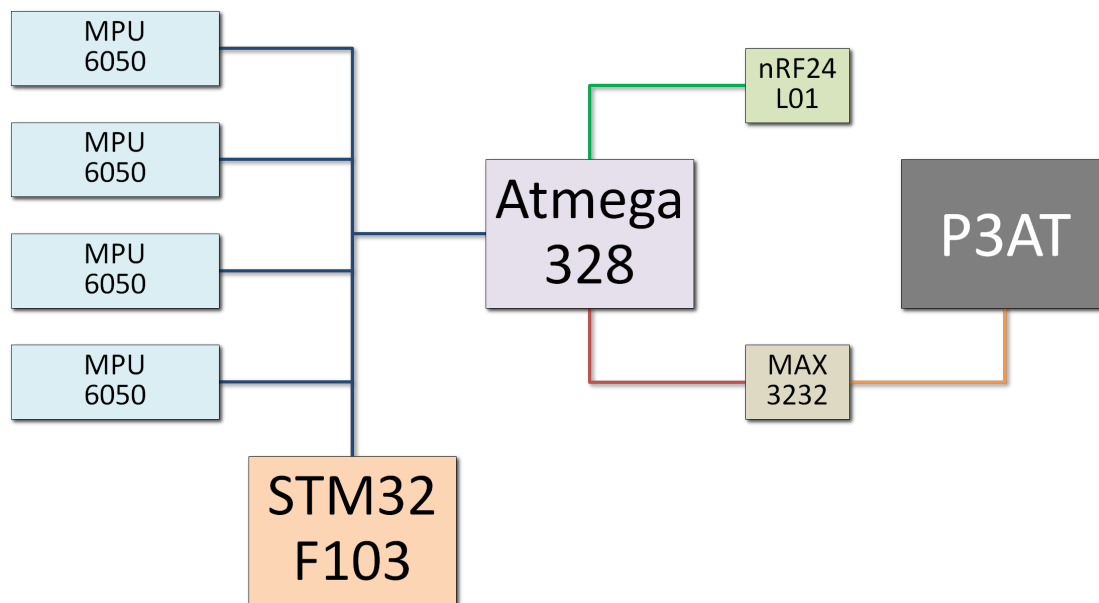 MPU
6050
MPU
6050
MPU
6050
MPU
6050
STM32
F103
Atmega
328
nRF24
L01
MAX
3232
P3AT